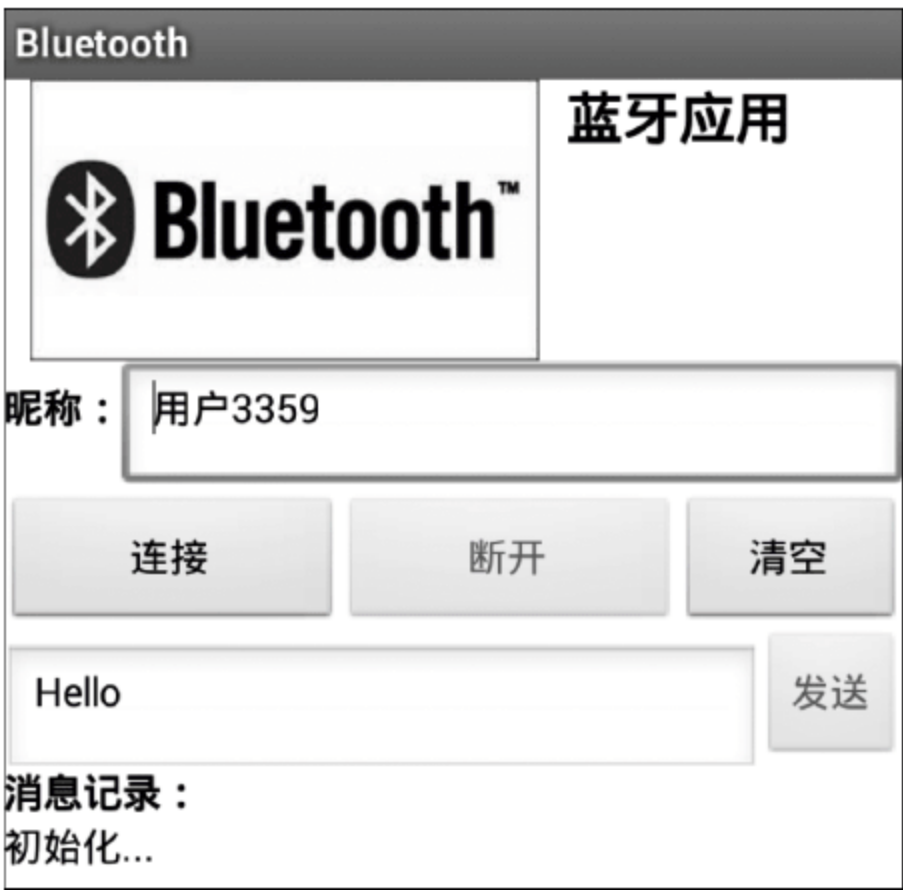 Bluetooth
蓝牙应用
Bluetooth™
昵称：
用户3359
连接
断开
清空
Hello
发送
消息记录：
初始化...